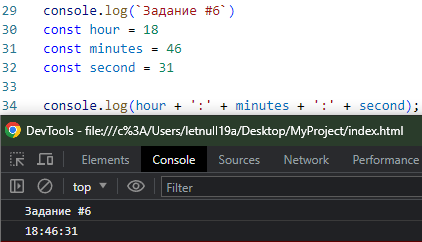 29 console.log(`Задание #6`)
30 const hour = 18
31 const minutes = 46
32 const second = 31
33
34 console.log(hour + ':' + minutes + ':' + second);
DevTools - file:///c%3A/Users/letnull19a/Desktop/MyProject/index.html
Elements Console Sources Network Performance
top Filter
Задание #6
18:46:31